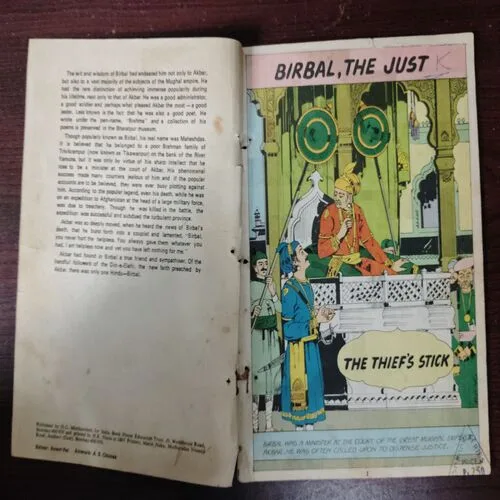 The wit and wisdom of Birbal had endeared him not only to Akbar,
but also to a vast majority of the subjects of the Mughal empire. He
had the rare distinction of achieving immense popularity during
his lifetime, next only to that of Akbar. He was a good administrator,
a good soldier and perhaps what pleased Akbar the most — a good
jester. Less known is the fact that he was also a good poet. He
wrote under the pen-name, "Brahma" and a collection of his
poems is preserved in the Bharatpur museum.
Though popularly known as Birbal, his real name was Maheshdas.
It is believed that he belonged to a poor Brahman family of
Trivikrampur (now known as Tikawanpur) on the bank of the River
Yamuna, but it was only by virtue of his sharp intellect that he
rose to be a minister at the court of Akbar. His phenomenal
success made many courtiers jealous of him and if the popular
accounts are to be believed, they were ever busy plotting against
him. According to the popular legend, even his death, while he was
on an expedition to Afghanistan at the head of a large military force,
was due to treachery. Though he was killed in the battle, the
expedition was successful and subdued the turbulent province.
Akbar was so deeply moved, when he heard the news of Birbal's
death, that he burst forth into a couplet and lamented, "Birbal,
you never hurt the helpless. You always gave them whatever you
had. I am helpless now and yet you have left nothing for me."
Akbar had found in Birbal a true friend and sympathiser. Of the
handful followers of the Din-e-Elahi, the new faith preached by
Akbar, there was only one Hindu—Birbal.
Published by H.G. Mirchandani for India Book House Education Trust,
Editor: Anant Pai
BIRBAL, THE JUST
K
THE THIEF'S STICK
BIRBAL WAS A MINISTER AT THE COURT OF THE GREAT MUGHAL EMPEROR
AKBAR. HE WAS OFTEN CALLED UPON TO DISPENSE JUSTICE.
1